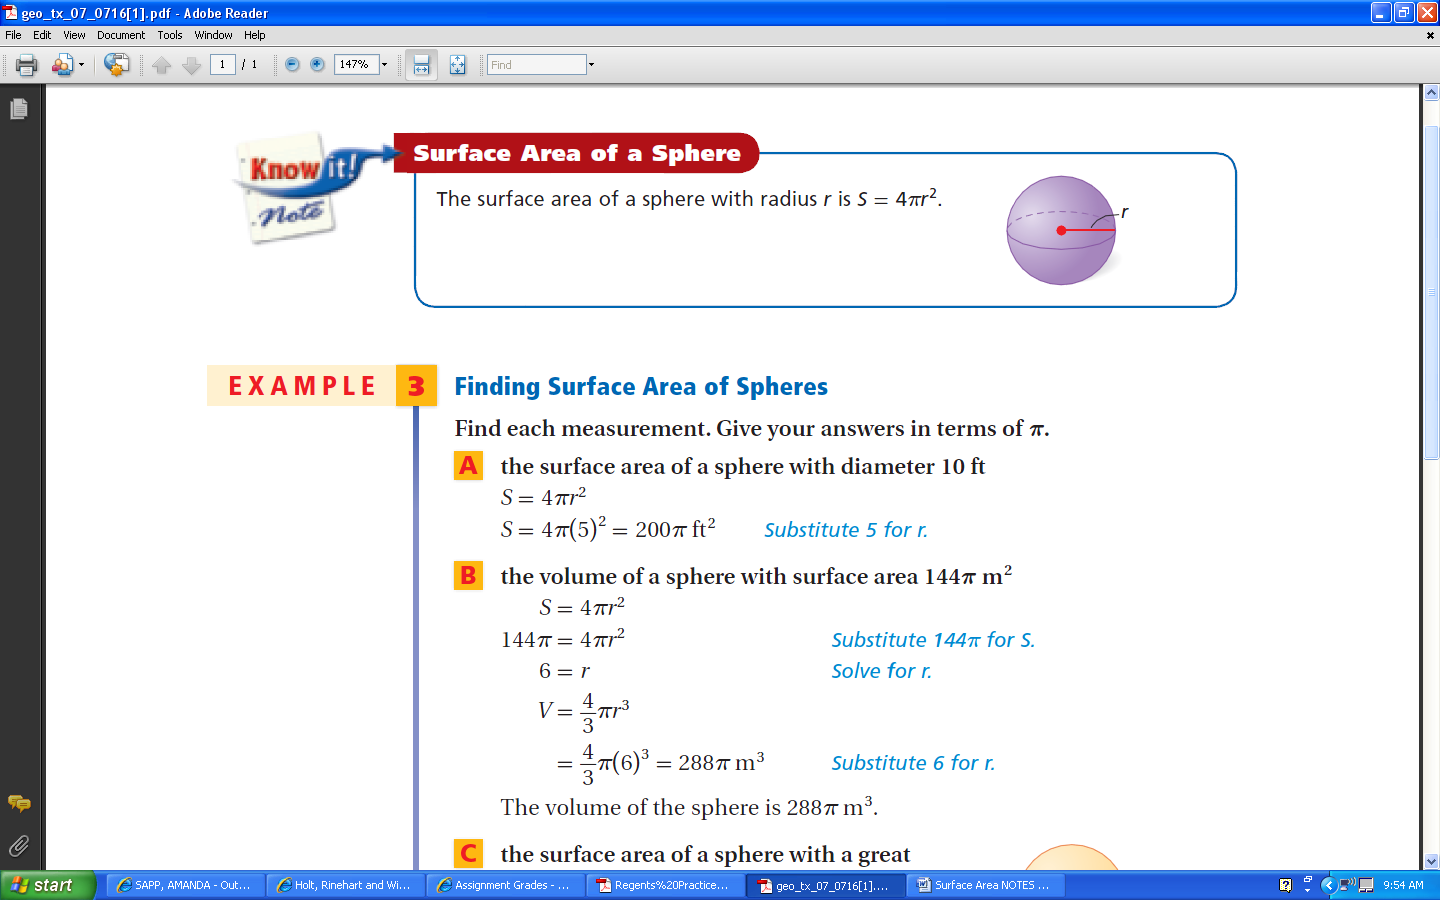 geo_tx_07_0716[1].pdf - Adobe Reader
File Edit View Document Tools Window Help
1 / 1 147% Find
Know it! Note
Surface Area of a Sphere
The surface area of a sphere with radius r is S = 4πr².
r
EXAMPLE 3 Finding Surface Area of Spheres
Find each measurement. Give your answers in terms of π.
A the surface area of a sphere with diameter 10 ft
S = 4πr²
S = 4π(5)² = 200π ft² Substitute 5 for r.
B the volume of a sphere with surface area 144π m²
S = 4πr²
144π = 4πr² Substitute 144π for S.
6 = r Solve for r.
V = 4/3 πr³
= 4/3 π(6)³ = 288π m³ Substitute 6 for r.
The volume of the sphere is 288π m³.
C the surface area of a sphere with a great
start SAPP, AMANDA - Out... Holt, Rinehart and Wi... Assignment Grades - ... Regents%20Practice... geo_tx_07_0716[1].... Surface Area NOTES ... 9:54 AM